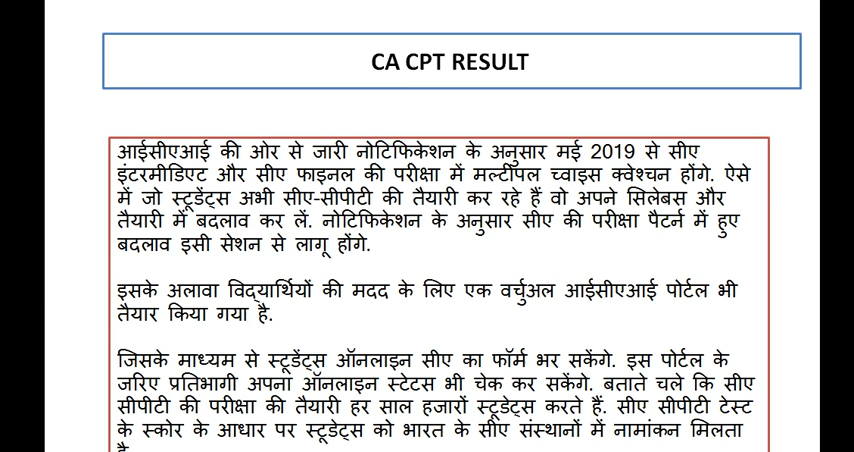 CA CPT RESULT
आईसीएआई की ओर से जारी नोटिफिकेशन के अनुसार मई 2019 से सीए
इंटरमीडिएट और सीए फाइनल की परीक्षा में मल्टीपल च्वाइस क्वेश्चन होंगे. ऐसे
में जो स्टूडेंट्स अभी सीए-सीपीटी की तैयारी कर रहे हैं वो अपने सिलेबस और
तैयारी में बदलाव कर लें. नोटिफिकेशन के अनुसार सीए की परीक्षा पैटर्न में हुए
बदलाव इसी सेशन से लागू होंगे.
इसके अलावा विद्यार्थियों की मदद के लिए एक वर्चुअल आईसीएआई पोर्टल भी
तैयार किया गया है.
जिसके माध्यम से स्टूडेंट्स ऑनलाइन सीए का फॉर्म भर सकेंगे. इस पोर्टल के
जरिए प्रतिभागी अपना ऑनलाइन स्टेटस भी चेक कर सकेंगे. बताते चले कि सीए
सीपीटी की परीक्षा की तैयारी हर साल हजारों स्टूडेट्स करते हैं. सीए सीपीटी टेस्ट
के स्कोर के आधार पर स्टूडेट्स को भारत के सीए संस्थानों में नामांकन मिलता